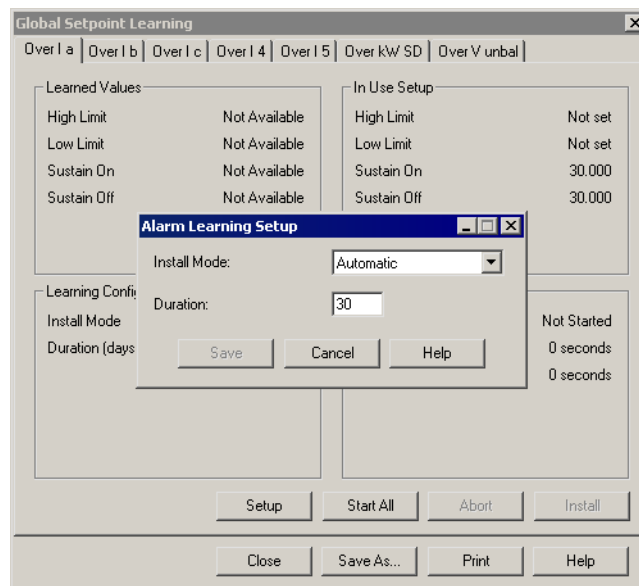 Global Setpoint Learning
Over I a Over I b Over I c Over I 4 Over I 5 Over kW SD Over V unbal
Learned Values
High Limit Not Available
Low Limit Not Available
Sustain On Not Available
Sustain Off Not Available
In Use Setup
High Limit Not set
Low Limit Not set
Sustain On 30.000
Sustain Off 30.000
Alarm Learning Setup
Install Mode: Automatic
Duration: 30
Save Cancel Help
Learning Config
Install Mode
Duration (days
Not Started
0 seconds
0 seconds
Setup Start All Abort Install
Close Save As... Print Help